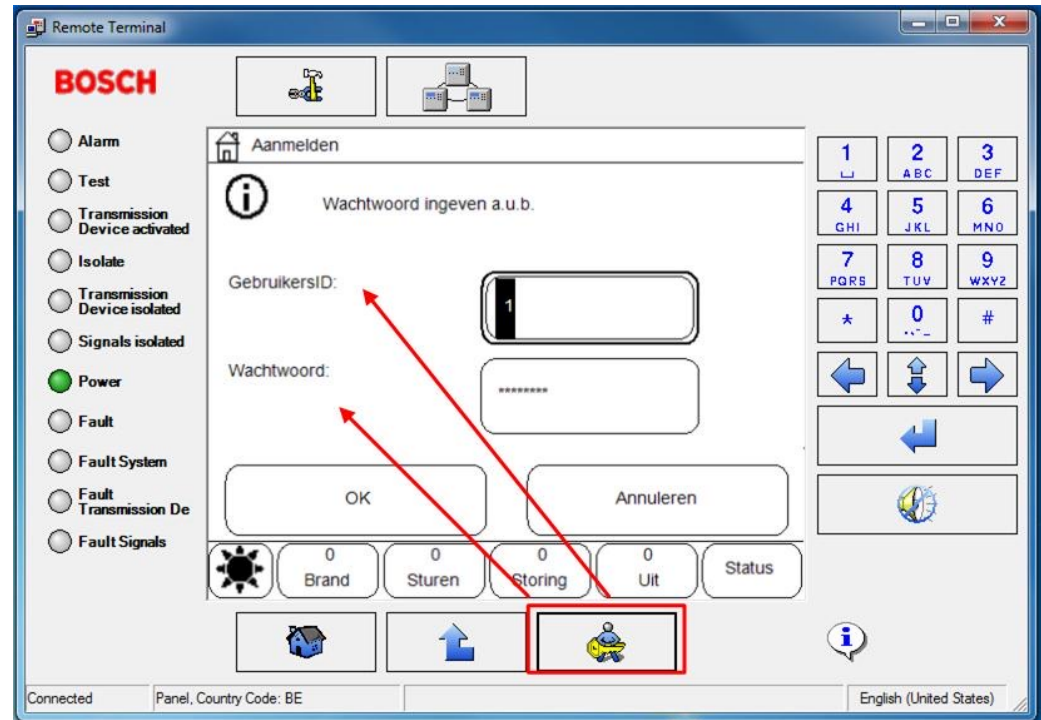 Remote Terminal
BOSCH
Alarm
Test
Transmission
Device activated
Isolate
Transmission
Device isolated
Signals isolated
Power
Fault
Fault System
Fault
Transmission De
Fault Signals
Aanmelden
Wachtwoord ingeven a.u.b.
GebruikersID:
1
Wachtwoord:
********
OK
Annuleren
0 0 0 0
Brand Sturen Storing Uit Status
1 2 3
ABC DEF
4 5 6
GHI JKL MNO
7 8 9
PQRS TUV WXYZ
* 0 #
Connected Panel, Country Code: BE English (United States)